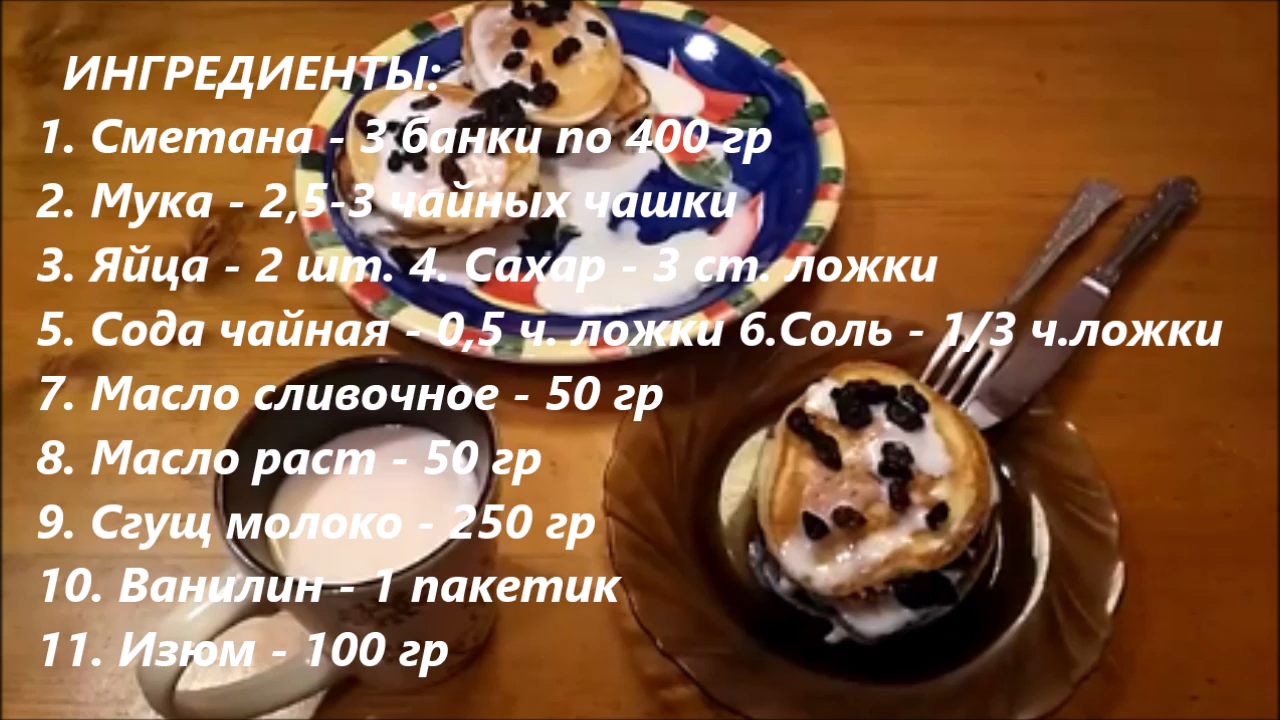 ИНГРЕДИЕНТЫ:
1. Сметана - 3 банки по 400 гр
2. Мука - 2,5-3 чайных чашки
3. Яйца - 2 шт. 4. Сахар - 3 ст. ложки
5. Сода чайная - 0,5 ч. ложки 6.Соль - 1/3 ч.ложки
7. Масло сливочное - 50 гр
8. Масло раст - 50 гр
9. Сгущ молоко - 250 гр
10. Ванилин - 1 пакетик
11. Изюм - 100 гр